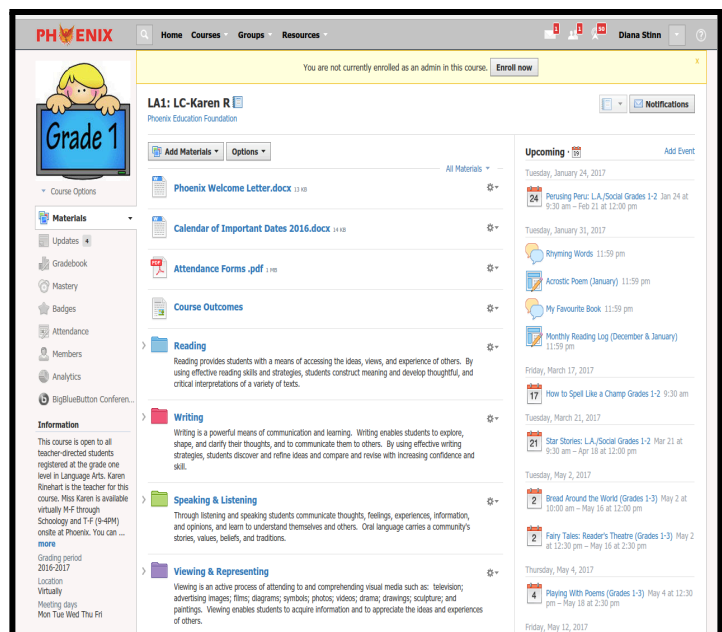 PHOENIX
Home Courses Groups Resources
1 1 50 Diana Stinn
You are not currently enrolled as an admin in this course. Enroll now x
Grade 1
LA1: LC-Karen R
Phoenix Education Foundation
Notifications
Course Options
Materials
Updates 4
Gradebook
Mastery
Badges
Attendance
Members
Analytics
BigBlueButton Conferen...
Information
This course is open to all
teacher-directed students
registered at the grade one
level in Language Arts. Karen
Rinehart is the teacher for this
course. Miss Karen is available
virtually M-F through
Schoology and T-F (9-4PM)
onsite at Phoenix. You can ...
more
Grading period
2016-2017
Location
Virtually
Meeting days
Mon Tue Wed Thu Fri
Add Materials Options
All Materials
Phoenix Welcome Letter.docx 13 KB
Calendar of Important Dates 2016.docx 14 KB
PDF
Attendance Forms .pdf 1 MB
Course Outcomes
Reading
Reading provides students with a means of accessing the ideas, views, and experience of others. By
using effective reading skills and strategies, students construct meaning and develop thoughtful, and
critical interpretations of a variety of texts.
Writing
Writing is a powerful means of communication and learning. Writing enables students to explore,
shape, and clarify their thoughts, and to communicate them to others. By using effective writing
strategies, students discover and refine ideas and compare and revise with increasing confidence and
skill.
Speaking & Listening
Through listening and speaking students communicate thoughts, feelings, experiences, information,
and opinions, and learn to understand themselves and others. Oral language carries a community's
stories, values, beliefs, and traditions.
Viewing & Representing
Viewing is an active process of attending to and comprehending visual media such as: television;
advertising images; films; diagrams; symbols; photos; videos; drama; drawings; sculpture; and
paintings. Viewing enables students to acquire information and to appreciate the ideas and experiences
of others.
Upcoming · 19 Add Event
Tuesday, January 24, 2017
24
Perusing Peru: L.A./Social Grades 1-2 Jan 24 at
9:30 am – Feb 21 at 12:00 pm
Tuesday, January 31, 2017
Rhyming Words 11:59 pm
Acrostic Poem (January) 11:59 pm
My Favourite Book 11:59 pm
Monthly Reading Log (December & January)
11:59 pm
Friday, March 17, 2017
17 How to Spell Like a Champ Grades 1-2 9:30 am
Tuesday, March 21, 2017
21
Star Stories: L.A./Social Grades 1-2 Mar 21 at
9:30 am – Apr 18 at 12:00 pm
Tuesday, May 2, 2017
2
Bread Around the World (Grades 1-3) May 2 at
10:00 am – May 16 at 12:00 pm
2
Fairy Tales: Reader's Theatre (Grades 1-3) May 2
at 12:30 pm – May 16 at 2:30 pm
Thursday, May 4, 2017
4
Playing With Poems (Grades 1-3) May 4 at 12:30
pm – May 18 at 2:30 pm
Friday, May 12, 2017